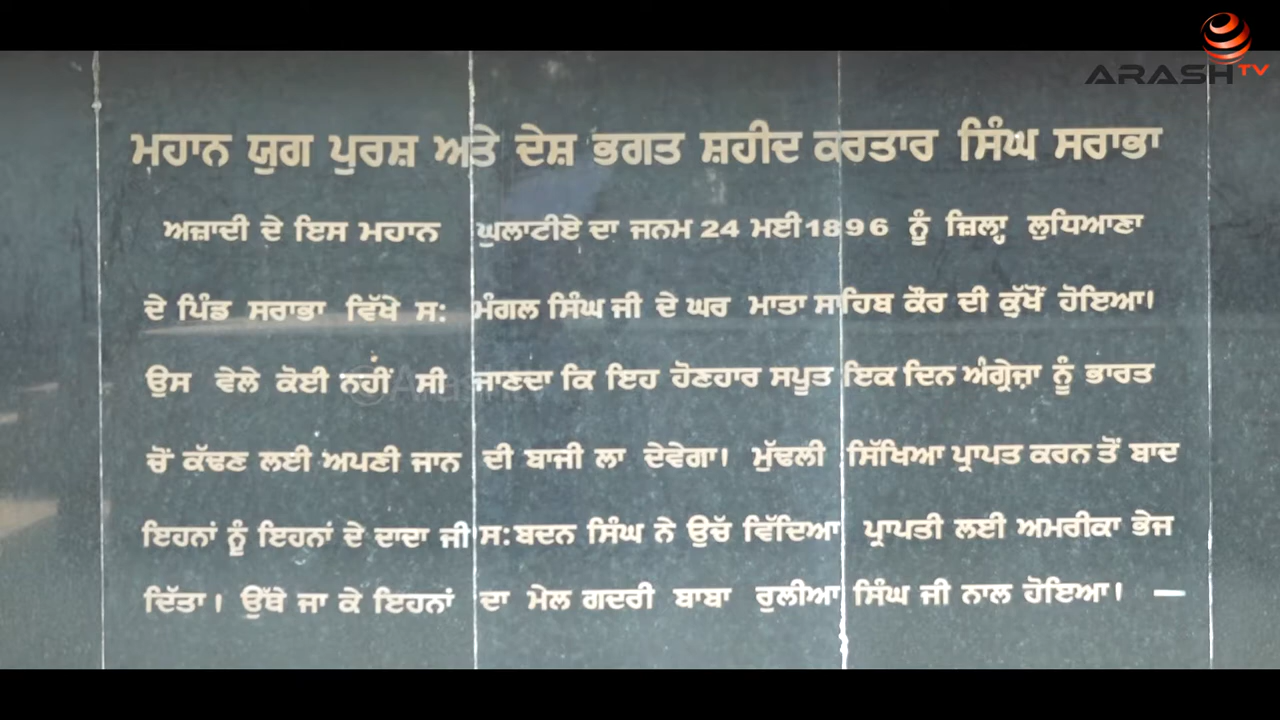 ARASH TV
ਮਹਾਨ ਯੁਗ ਪੁਰਸ਼ ਅਤੇ ਦੇਸ਼ ਭਗਤ ਸ਼ਹੀਦ ਕਰਤਾਰ ਸਿੰਘ ਸਰਾਭਾ
ਅਜ਼ਾਦੀ ਦੇ ਇਸ ਮਹਾਨ ਘੁਲਾਟੀਏ ਦਾ ਜਨਮ 24 ਮਈ 1896 ਨੂੰ ਜ਼ਿਲ੍ਹਾ ਲੁਧਿਆਣਾ
ਦੇ ਪਿੰਡ ਸਰਾਭਾ ਵਿੱਖੇ ਸ: ਮੰਗਲ ਸਿੰਘ ਜੀ ਦੇ ਘਰ ਮਾਤਾ ਸਾਹਿਬ ਕੌਰ ਦੀ ਕੁੱਖੋਂ ਹੋਇਆ।
ਉਸ ਵੇਲੇ ਕੋਈ ਨਹੀਂ ਸੀ ਜਾਣਦਾ ਕਿ ਇਹ ਹੋਣਹਾਰ ਸਪੂਤ ਇਕ ਦਿਨ ਅੰਗ੍ਰੇਜ਼ਾ ਨੂੰ ਭਾਰਤ
ਚੋਂ ਕੱਢਣ ਲਈ ਅਪਣੀ ਜਾਨ ਦੀ ਬਾਜੀ ਲਾ ਦੇਵੇਗਾ। ਮੁੱਢਲੀ ਸਿੱਖਿਆ ਪ੍ਰਾਪਤ ਕਰਨ ਤੋਂ ਬਾਦ
ਇਹਨਾਂ ਨੂੰ ਇਹਨਾਂ ਦੇ ਦਾਦਾ ਜੀ ਸ: ਬਦਨ ਸਿੰਘ ਨੇ ਉਚੱ ਵਿੱਦਿਆ ਪ੍ਰਾਪਤੀ ਲਈ ਅਮਰੀਕਾ ਭੇਜ
ਦਿੱਤਾ। ਉੱਥੇ ਜਾ ਕੇ ਇਹਨਾਂ ਦਾ ਮੇਲ ਗਦਰੀ ਬਾਬਾ ਰੁਲੀਆ ਸਿੰਘ ਜੀ ਨਾਲ ਹੋਇਆ। —